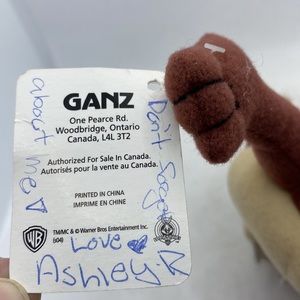 GANZ
One Pearce Rd.
Woodbridge, Ontario
Canada, L4L 3T2
Authorized For Sale In Canada.
Autorisés pour la vente au Canada.
PRINTED IN CHINA
IMPRIMÉ EN CHINE
WB
TM/MC & © Warner Bros Entertainment Inc.
(s04)
Don't
about me
Love
Ashley.R